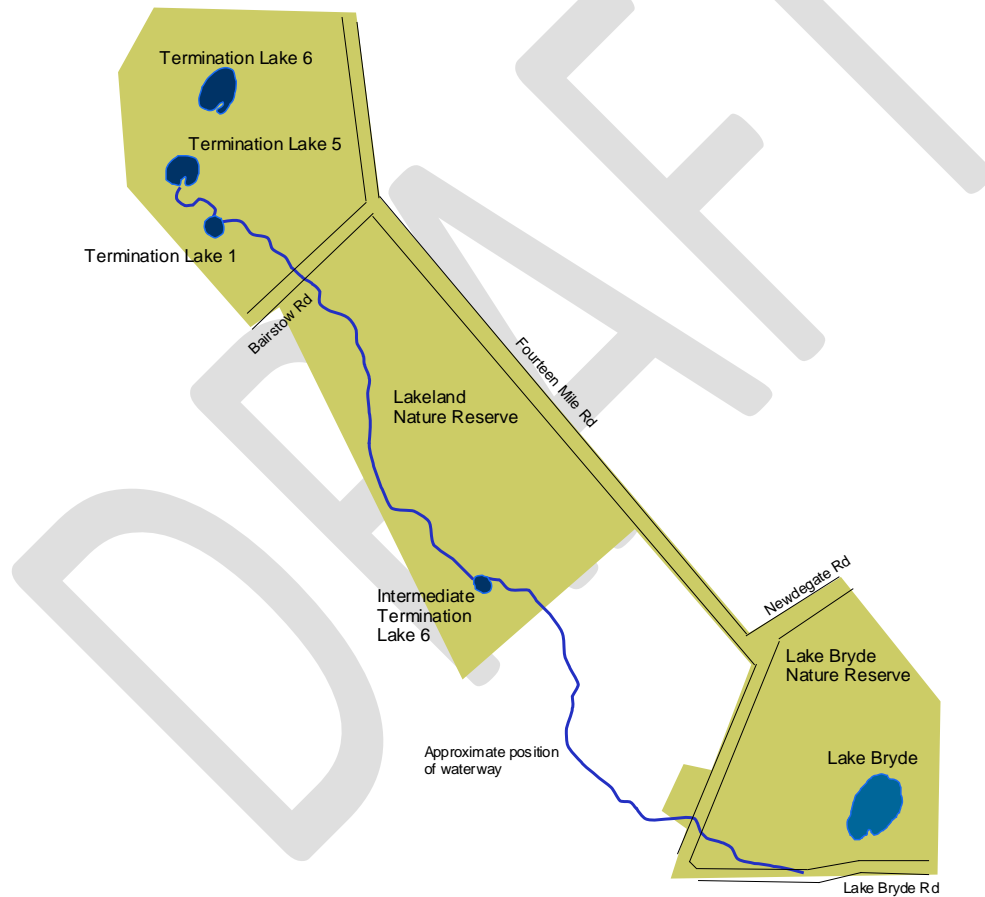 Termination Lake 6
Termination Lake 5
Termination Lake 1
Bairstow Rd
Fourteen Mile Rd
Lakeland
Nature Reserve
Intermediate
Termination
Lake 6
Newdegate Rd
Lake Bryde
Nature Reserve
Approximate position
of waterway
Lake Bryde
Lake Bryde Rd
DRAFT